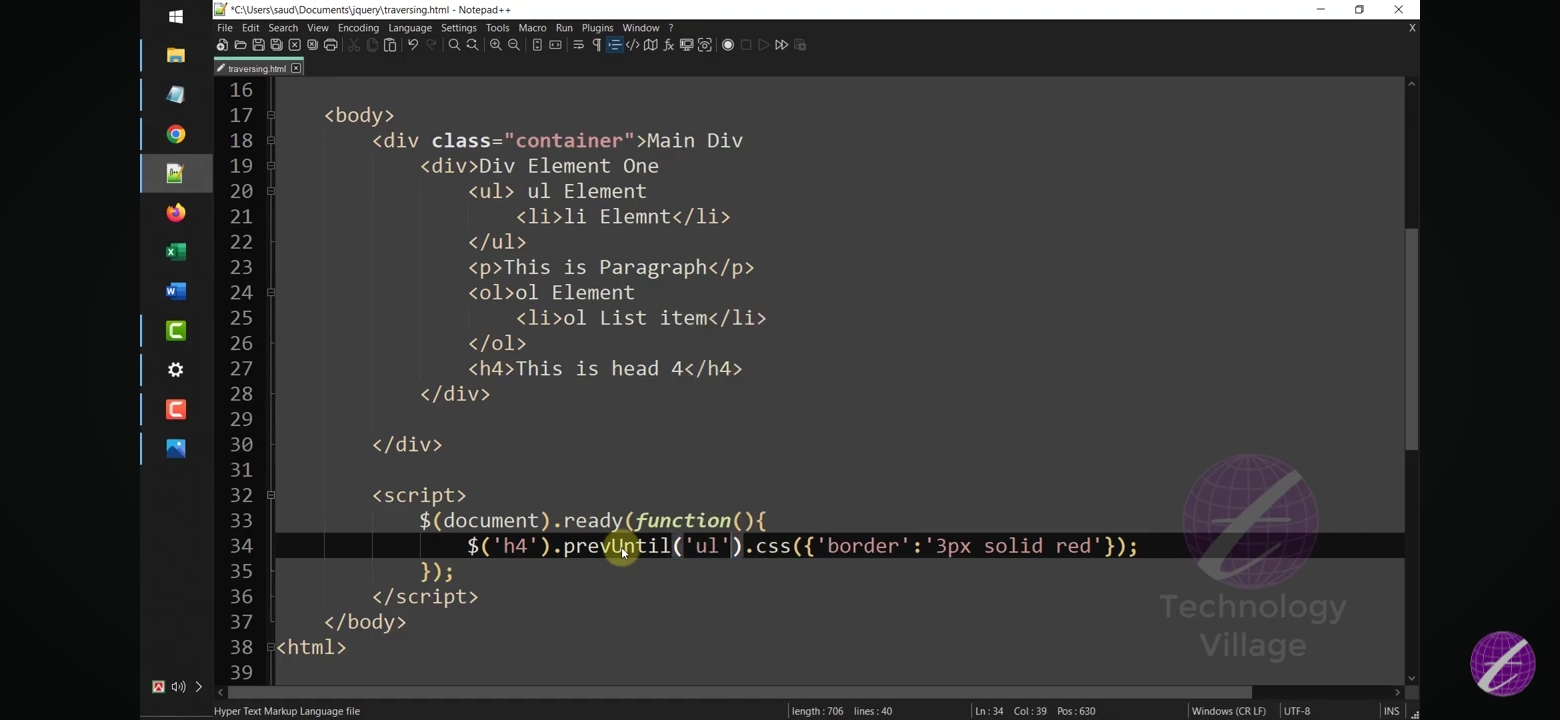 *C:\Users\saud\Documents\jquery\traversing.html - Notepad++
File Edit Search View Encoding Language Settings Tools Macro Run Plugins Window ? X
traversing.html
16
17 <body>
18 <div class="container">Main Div
19 <div>Div Element One
20 <ul> ul Element
21 <li>li Elemnt</li>
22 </ul>
23 <p>This is Paragraph</p>
24 <ol>ol Element
25 <li>ol List item</li>
26 </ol>
27 <h4>This is head 4</h4>
28 </div>
29
30 </div>
31
32 <script>
33 $(document).ready(function(){
34 $('h4').prevUntil('ul').css({'border':'3px solid red'});
35 });
36 </script>
37 </body>
38 <html>
39
Technology
Village
Hyper Text Markup Language file length : 706 lines : 40 Ln : 34 Col : 39 Pos : 630 Windows (CR LF) UTF-8 INS